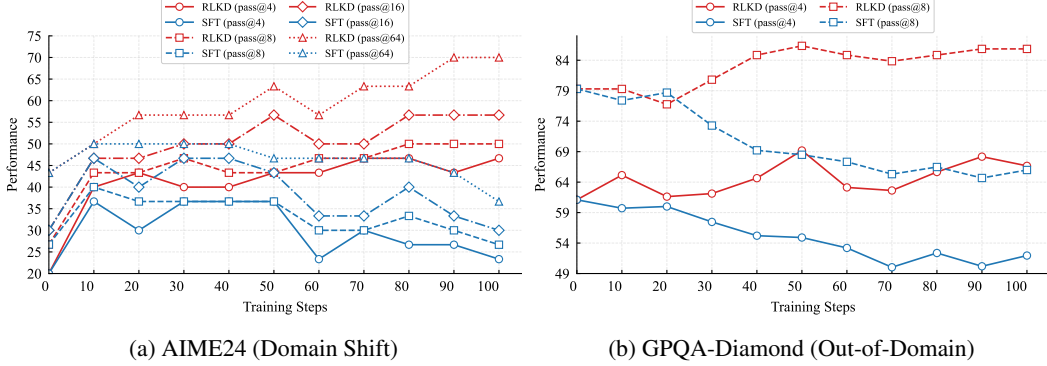 RLKD (pass@4) RLKD (pass@16)
SFT (pass@4) SFT (pass@16)
RLKD (pass@8) RLKD (pass@64)
SFT (pass@8) SFT (pass@64)
Performance
75
70
65
60
55
50
45
40
35
30
25
20
0 10 20 30 40 50 60 70 80 90 100
Training Steps
(a) AIME24 (Domain Shift)
RLKD (pass@4) RLKD (pass@8)
SFT (pass@4) SFT (pass@8)
Performance
84
79
74
69
64
59
54
49
0 10 20 30 40 50 60 70 80 90 100
Training Steps
(b) GPQA-Diamond (Out-of-Domain)